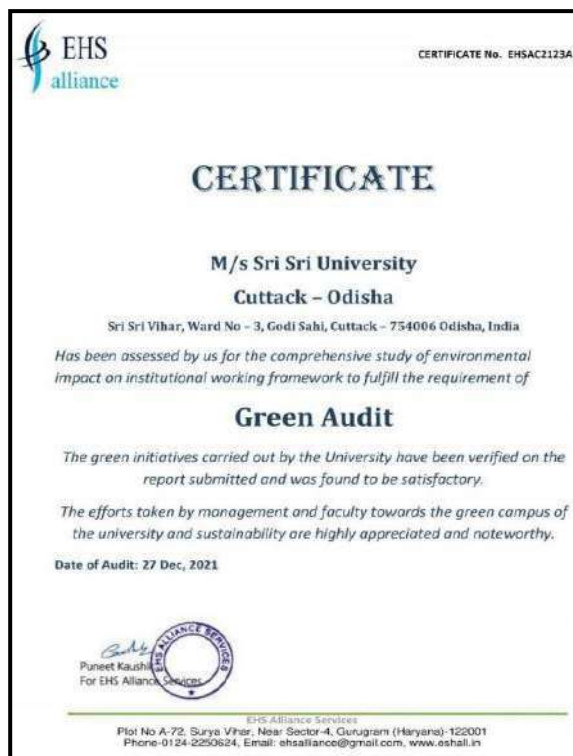 EHS
alliance
CERTIFICATE No. EHSAC2123A
CERTIFICATE
M/s Sri Sri University
Cuttack – Odisha
Sri Sri Vihar, Ward No – 3, Godi Sahi, Cuttack – 754006 Odisha, India
Has been assessed by us for the comprehensive study of environmental
impact on institutional working framework to fulfill the requirement of
Green Audit
The green initiatives carried out by the University have been verified on the
report submitted and was found to be satisfactory.
The efforts taken by management and faculty towards the green campus of
the university and sustainability are highly appreciated and noteworthy.
Date of Audit: 27 Dec, 2021
EHS ALLIANCE SERVICES
Puneet Kaushik
For EHS Alliance Services
EHS Alliance Services
Plot No A-72, Surya Vihar, Near Sector-4, Gurugram (Haryana)-122001
Phone-0124-2250624, Email: ehsalliance@gmail.com, www.eshall.in